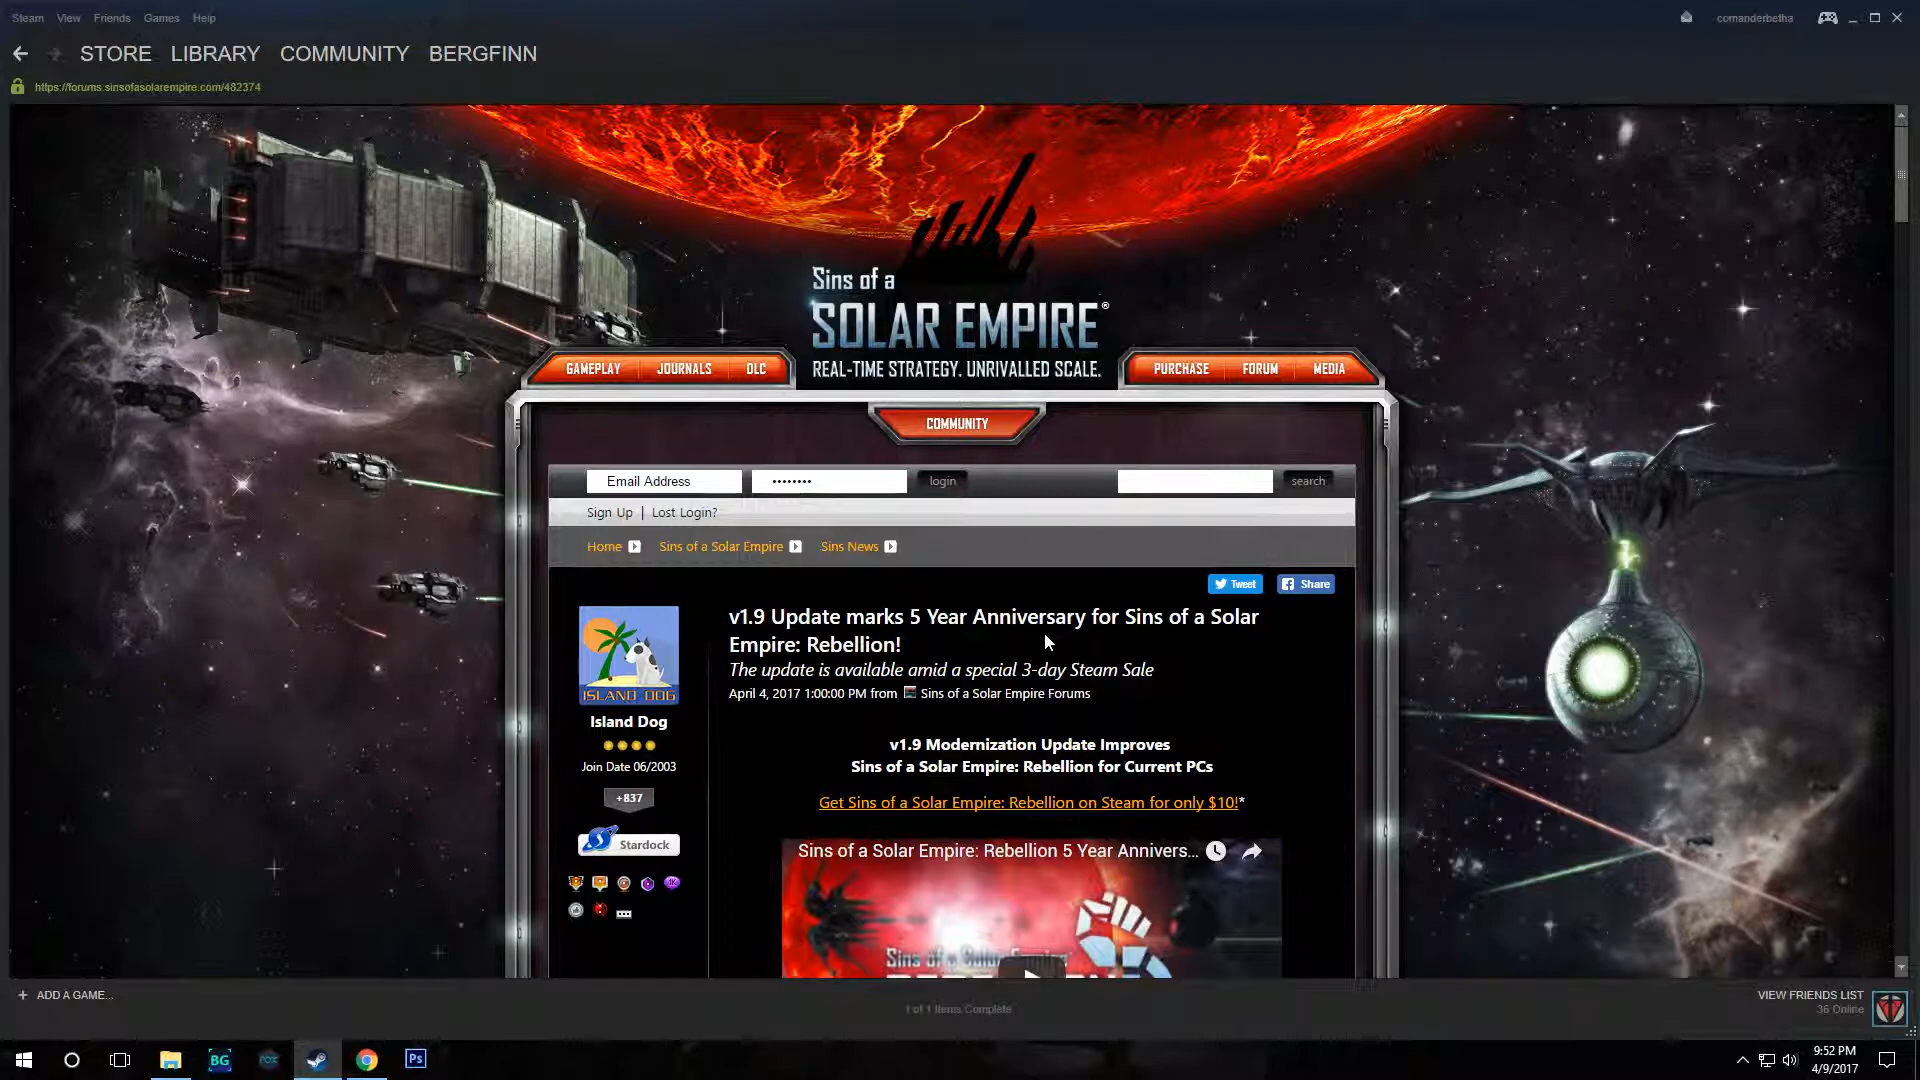 Steam View Friends Games Help
comanderbetha
STORE LIBRARY COMMUNITY BERGFINN
https://forums.sinsofasolarempire.com/482374
Sins of a
SOLAR EMPIRE®
REAL-TIME STRATEGY. UNRIVALLED SCALE.
GAMEPLAY JOURNALS DLC
PURCHASE FORUM MEDIA
COMMUNITY
Email Address •••••••• login search
Sign Up | Lost Login?
Home Sins of a Solar Empire Sins News
Tweet Share
v1.9 Update marks 5 Year Anniversary for Sins of a Solar
Empire: Rebellion!
The update is available amid a special 3-day Steam Sale
April 4, 2017 1:00:00 PM from Sins of a Solar Empire Forums
ISLAND DOG
Island Dog
Join Date 06/2003
+837
Stardock
v1.9 Modernization Update Improves
Sins of a Solar Empire: Rebellion for Current PCs
Get Sins of a Solar Empire: Rebellion on Steam for only $10!*
Sins of a Solar Empire: Rebellion 5 Year Annivers...
Sins of a Solar Empire
+ ADD A GAME...
1 of 1 Items Complete
VIEW FRIENDS LIST
36 Online
BG
Ps
9:52 PM
4/9/2017